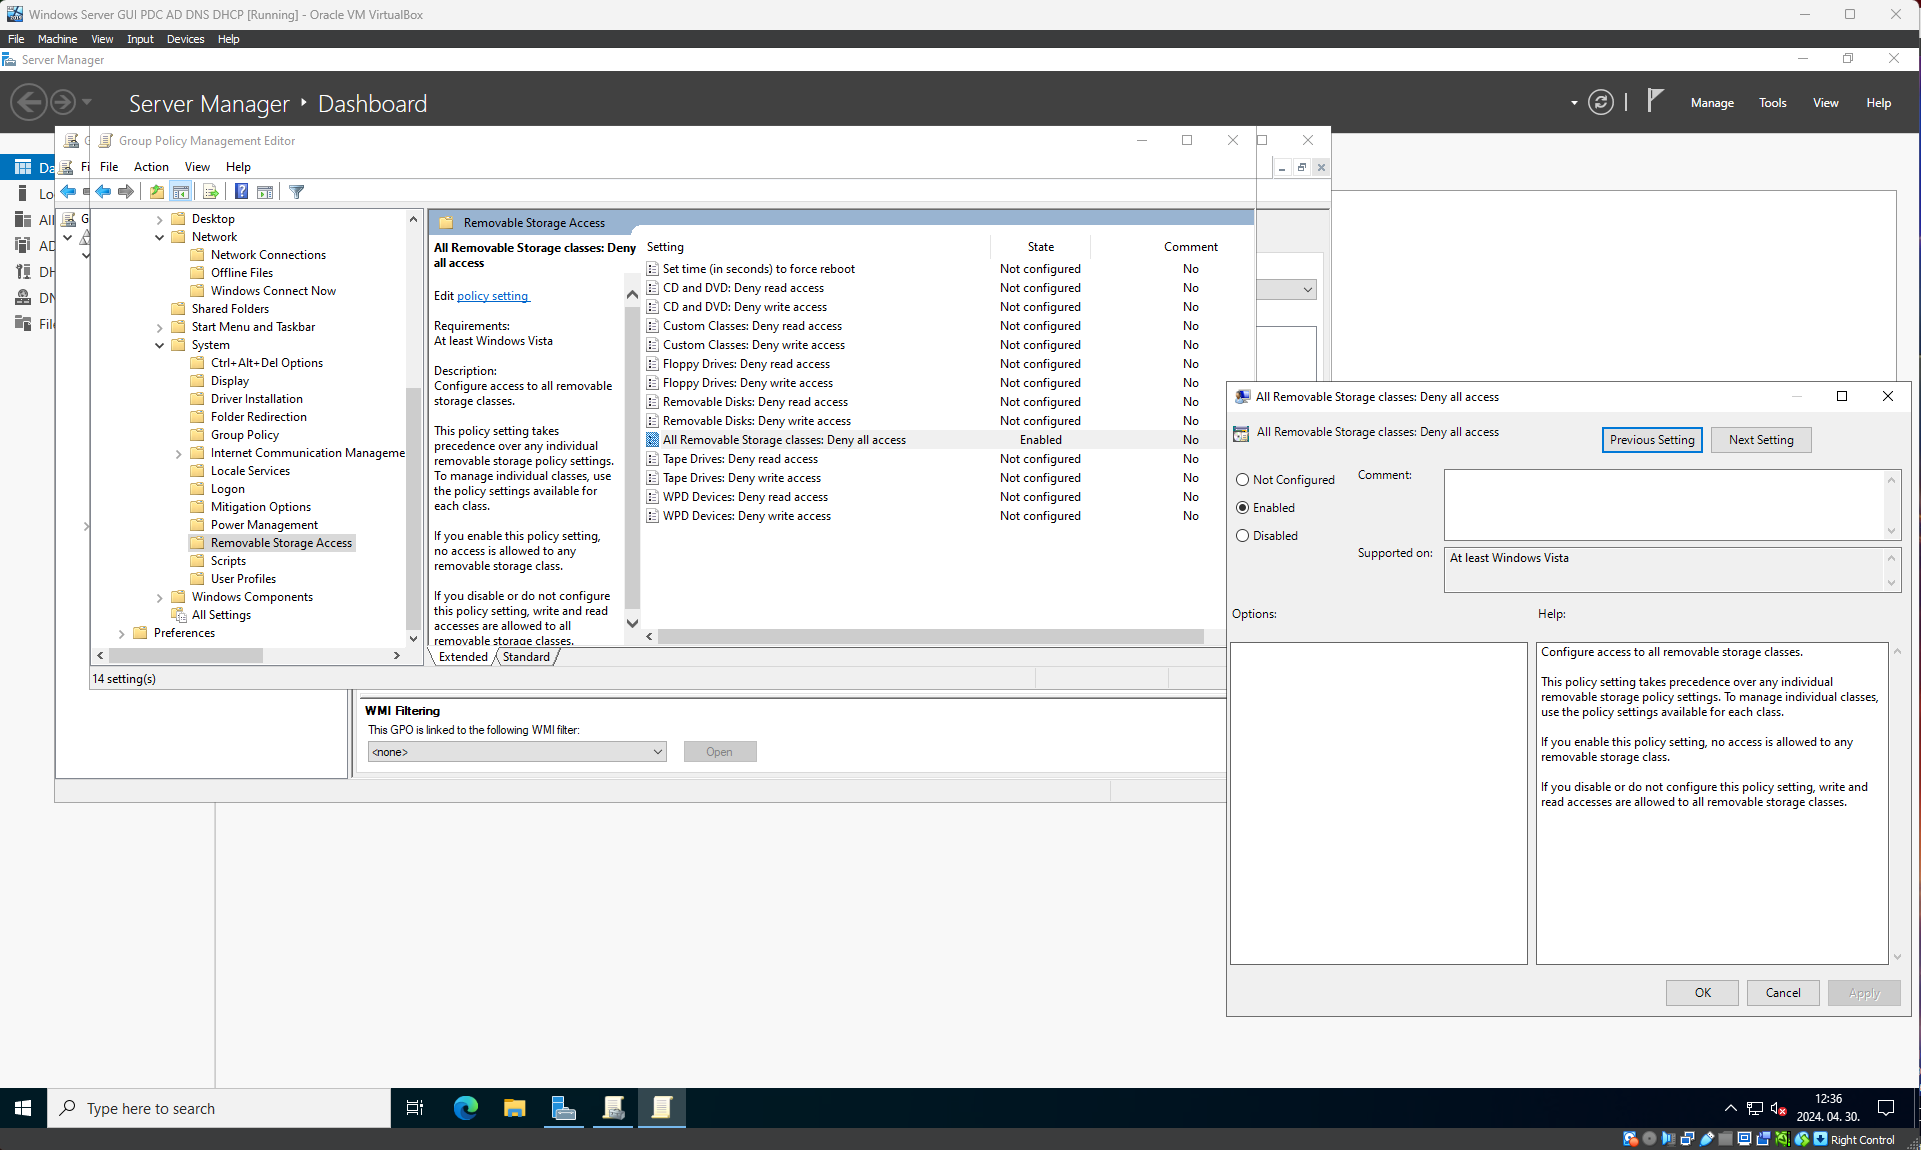 Windows Server GUI PDC AD DNS DHCP [Running] - Oracle VM VirtualBox
File Machine View Input Devices Help
Server Manager
Server Manager Dashboard
Manage Tools View Help
Group Policy Management Editor
Fi
File Action View Help
Da
Lo
All
AD
DH
DN
File
G
Desktop
Network
Network Connections
Offline Files
Windows Connect Now
Shared Folders
Start Menu and Taskbar
System
Ctrl+Alt+Del Options
Display
Driver Installation
Folder Redirection
Group Policy
Internet Communication Manageme
Locale Services
Logon
Mitigation Options
Power Management
Removable Storage Access
Scripts
User Profiles
Windows Components
All Settings
Preferences
14 setting(s)
Removable Storage Access
All Removable Storage classes: Deny
all access
Edit policy setting
Requirements:
At least Windows Vista
Description:
Configure access to all removable
storage classes.
This policy setting takes
precedence over any individual
removable storage policy settings.
To manage individual classes, use
the policy settings available for
each class.
If you enable this policy setting,
no access is allowed to any
removable storage class.
If you disable or do not configure
this policy setting, write and read
accesses are allowed to all
removable storage classes.
Setting State Comment
Set time (in seconds) to force reboot Not configured No
CD and DVD: Deny read access Not configured No
CD and DVD: Deny write access Not configured No
Custom Classes: Deny read access Not configured No
Custom Classes: Deny write access Not configured No
Floppy Drives: Deny read access Not configured No
Floppy Drives: Deny write access Not configured No
Removable Disks: Deny read access Not configured No
Removable Disks: Deny write access Not configured No
All Removable Storage classes: Deny all access Enabled No
Tape Drives: Deny read access Not configured No
Tape Drives: Deny write access Not configured No
WPD Devices: Deny read access Not configured No
WPD Devices: Deny write access Not configured No
Extended Standard
WMI Filtering
This GPO is linked to the following WMI filter:
<none> Open
All Removable Storage classes: Deny all access
All Removable Storage classes: Deny all access
Previous Setting Next Setting
Not Configured
Enabled
Disabled
Comment:
Supported on: At least Windows Vista
Options: Help:
Configure access to all removable storage classes.
This policy setting takes precedence over any individual
removable storage policy settings. To manage individual classes,
use the policy settings available for each class.
If you enable this policy setting, no access is allowed to any
removable storage class.
If you disable or do not configure this policy setting, write and
read accesses are allowed to all removable storage classes.
OK Cancel Apply
Type here to search
12:36
2024. 04. 30.
Right Control